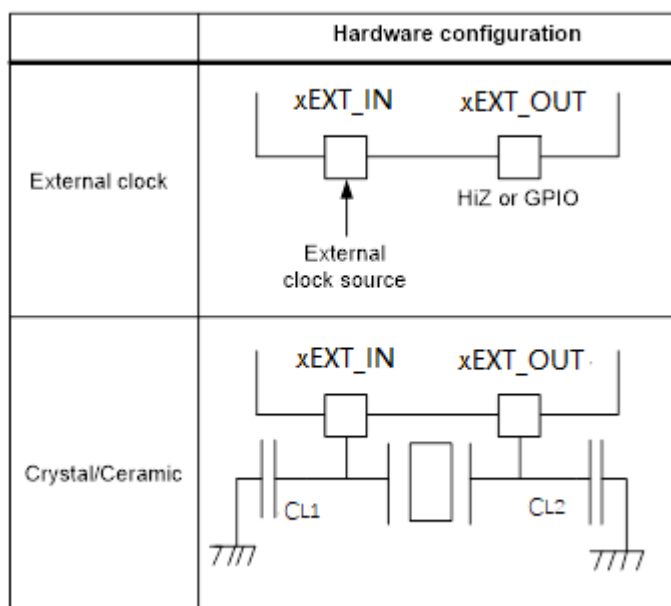 Hardware configuration
External clock
xEXT_IN
xEXT_OUT
HiZ or GPIO
External
clock source
Crystal/Ceramic
xEXT_IN
xEXT_OUT
CL1
CL2